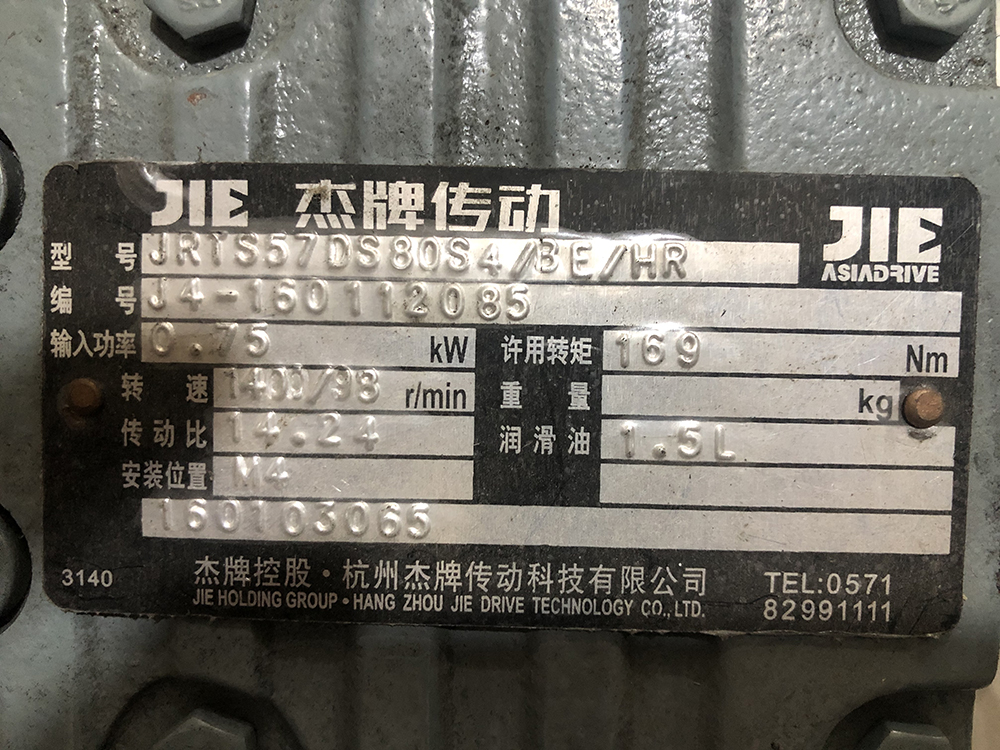 JIE 杰牌传动
JIE
ASIADRIVE
型号 JRTS57DS80S4/BE/HR
编号 J4-160112085
输入功率 0.75 kW 许用转矩 169 Nm
转速 1400/98 r/min 重量 kg
传动比 14.24 润滑油 1.5L
安装位置 M4
160103065
3140
杰牌控股·杭州杰牌传动科技有限公司
JIE HOLDING GROUP·HANG ZHOU JIE DRIVE TECHNOLOGY CO.,LTD.
TEL:0571
82991111